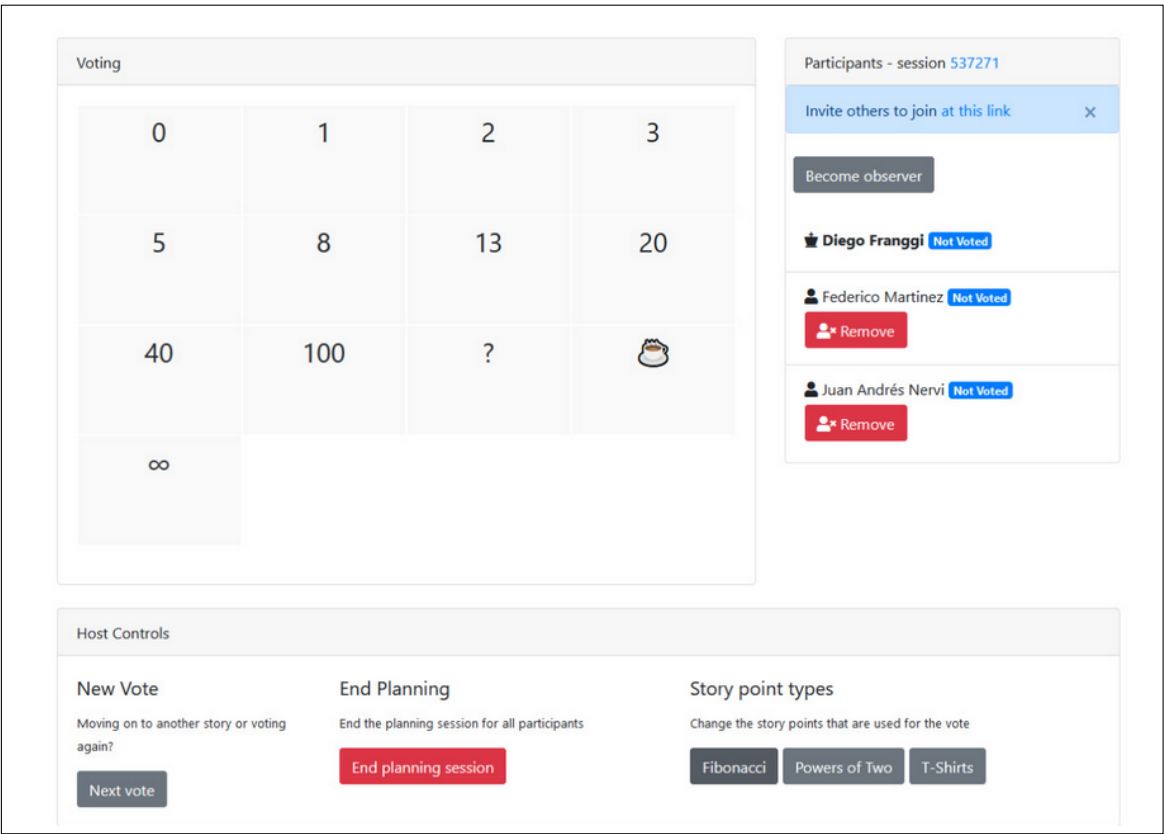 Voting
0 1 2 3
5 8 13 20
40 100 ?
∞
Participants - session 537271
Invite others to join at this link ×
Become observer
Diego Franggi Not Voted
Federico Martinez Not Voted
Remove
Juan Andrés Nervi Not Voted
Remove
Host Controls
New Vote
Moving on to another story or voting
again?
Next vote
End Planning
End the planning session for all participants
End planning session
Story point types
Change the story points that are used for the vote
Fibonacci Powers of Two T-Shirts